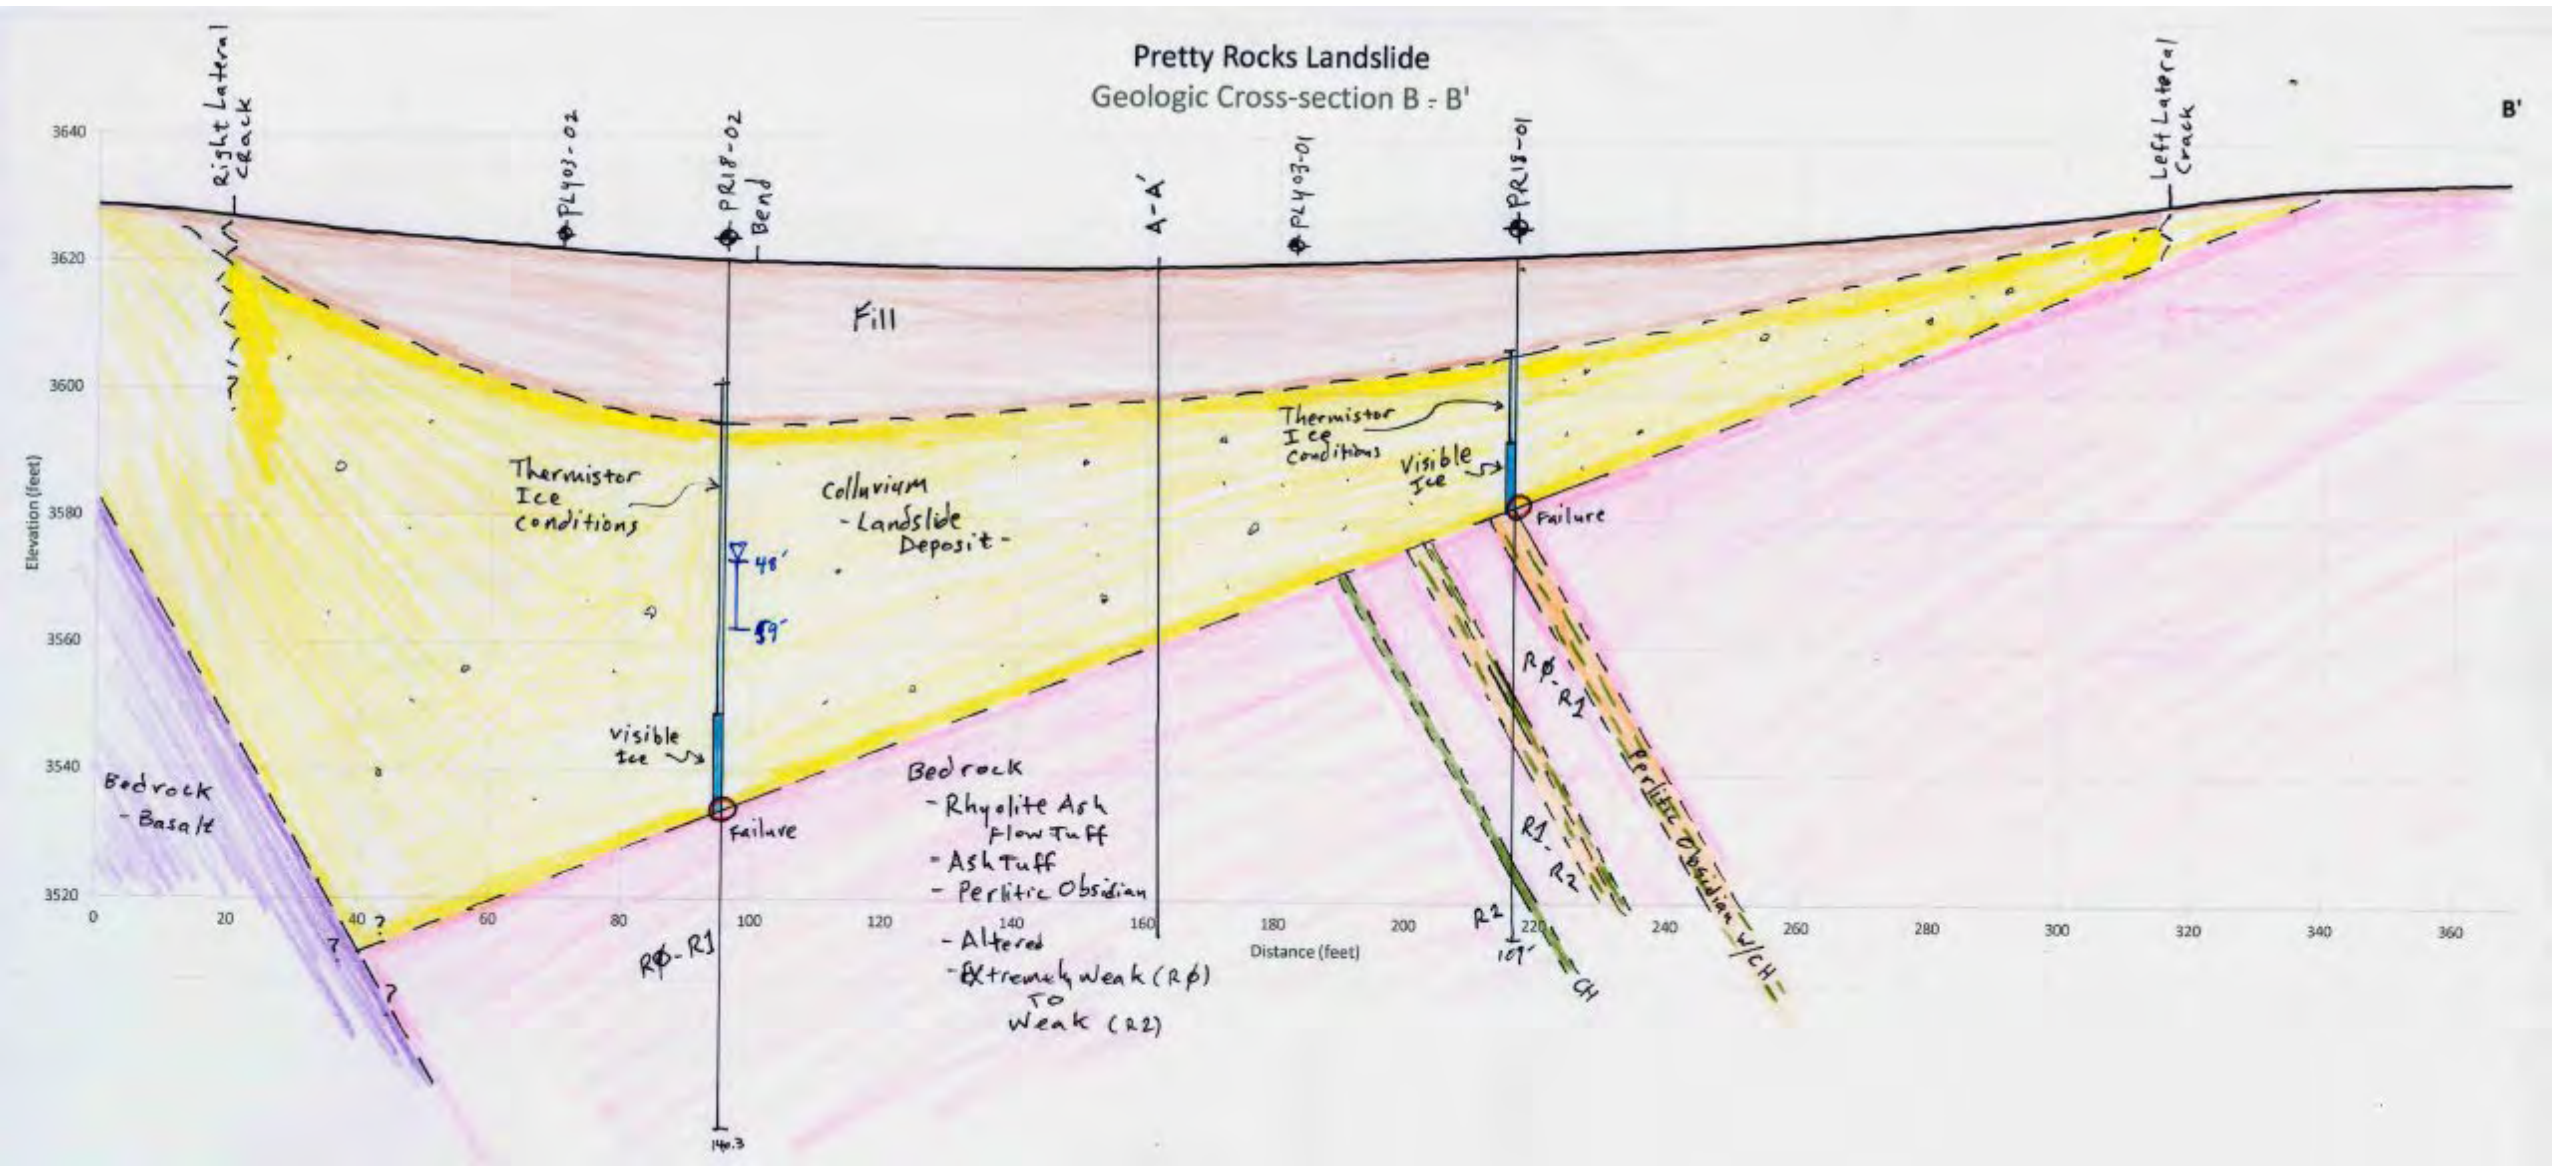 Pretty Rocks Landslide
Geologic Cross-section B - B'
B'
Right Lateral
Crack
PL403-02
PR18-02
Bend
A-A'
PL403-01
PR18-01
Left Lateral
Crack
3640
3620
3600
3580
3560
3540
3520
Elevation (feet)
Fill
Thermistor
Ice
Conditions
Visible
Ice
Failure
Thermistor
Ice
Conditions
Colluvium
- Landslide
Deposit -
48'
59'
Visible
Ice
Failure
Bedrock
- Basalt
Bedrock
- Rhyolite Ash
Flow Tuff
- Ash Tuff
- Perlitic Obsidian
- Altered
- Extremely Weak (RØ)
TO
Weak (R2)
RØ-R1
R1-R2
R2
RØ-R1
Perlitic Obsidian w/CH
CH
?
?
?
0
20
40
60
80
100
120
140
160
180
200
220
240
260
280
300
320
340
360
Distance (feet)
109'
140.3